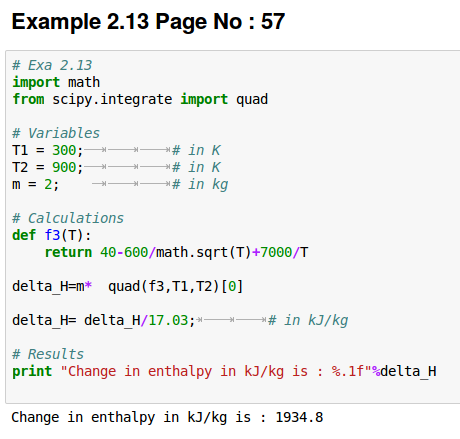 Example 2.13 Page No : 57
# Exa 2.13
import math
from scipy.integrate import quad
# Variables
T1 = 300; # in K
T2 = 900; # in K
m = 2; # in kg
# Calculations
def f3(T):
    return 40-600/math.sqrt(T)+7000/T
delta_H=m*  quad(f3,T1,T2)[0]
delta_H= delta_H/17.03; # in kJ/kg
# Results
print "Change in enthalpy in kJ/kg is : %.1f"%delta_H
Change in enthalpy in kJ/kg is : 1934.8